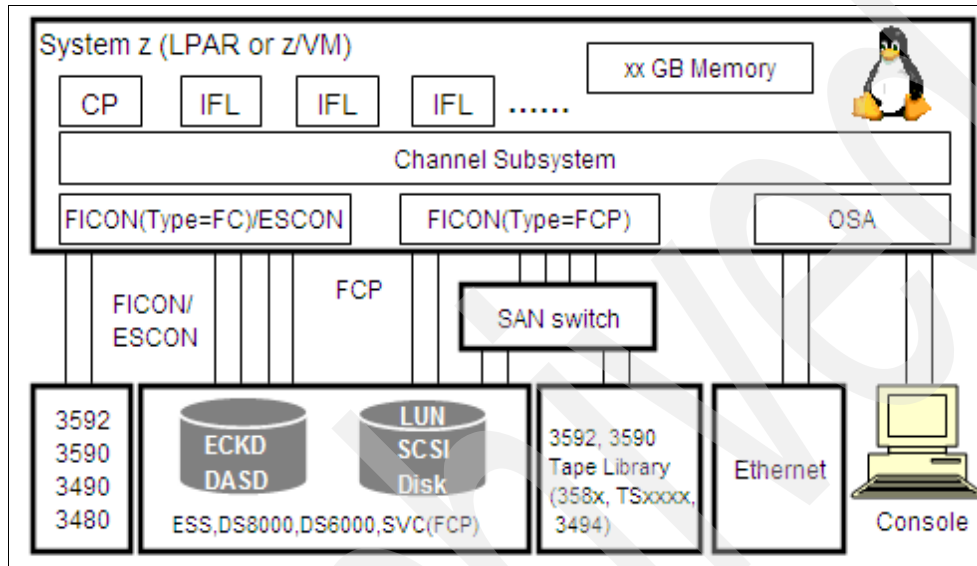 System z (LPAR or z/VM)
xx GB Memory
CP
IFL
IFL
IFL
......
Channel Subsystem
FICON(Type=FC)/ESCON
FICON(Type=FCP)
OSA
FICON/
ESCON
FCP
SAN switch
3592
3590
3490
3480
ECKD
DASD
LUN
SCSI
Disk
ESS,DS8000,DS6000,SVC(FCP)
3592, 3590
Tape Library
(358x, TSxxxx,
3494)
Ethernet
Console